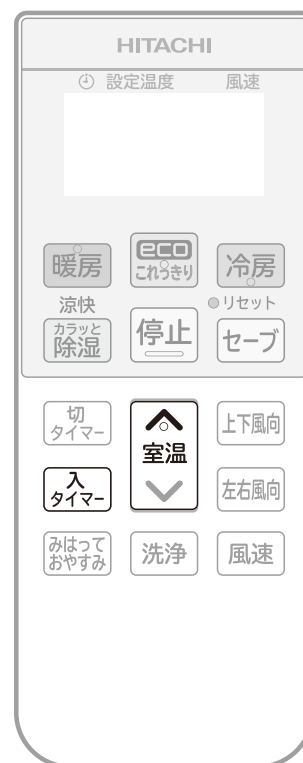 HITACHI
設定温度 風速
暖房
eco
これっきり
冷房
涼快
リセット
カラッと
除湿
停止
セーブ
切
タイマー
室温
上下風向
入
タイマー
左右風向
みはって
おやすみ
洗浄
風速